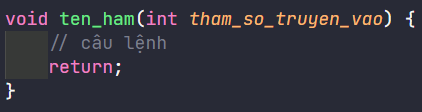 void ten_ham(int tham_so_truyen_vao) {
    // câu lệnh
    return;
}